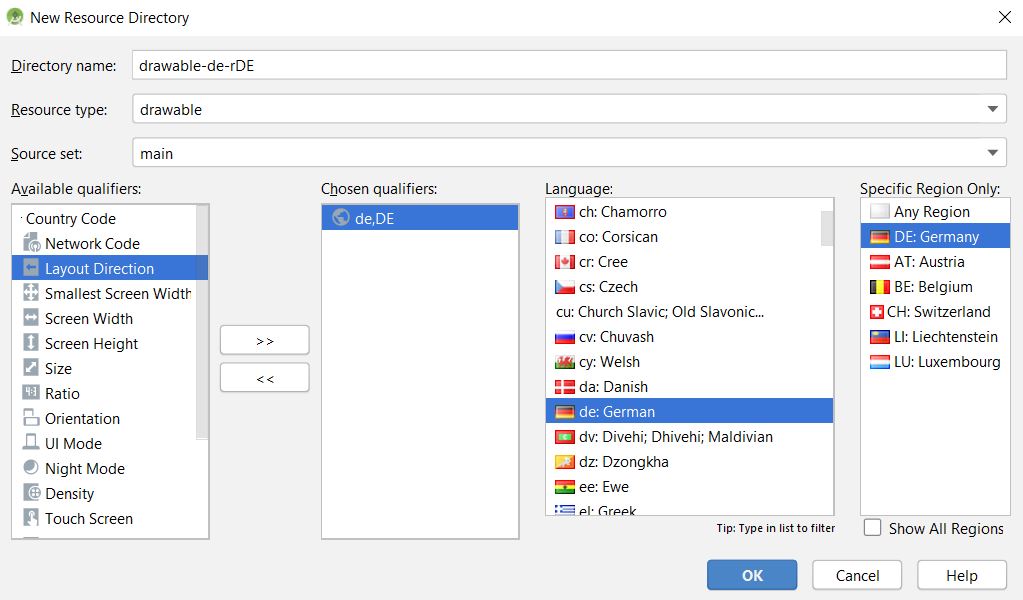 New Resource Directory
Directory name: drawable-de-rDE
Resource type: drawable
Source set: main
Available qualifiers:
Country Code
Network Code
Layout Direction
Smallest Screen Width
Screen Width
Screen Height
Size
Ratio
Orientation
UI Mode
Night Mode
Density
Touch Screen
>>
<<
Chosen qualifiers:
de,DE
Language:
ch: Chamorro
co: Corsican
cr: Cree
cs: Czech
cu: Church Slavic; Old Slavonic...
cv: Chuvash
cy: Welsh
da: Danish
de: German
dv: Divehi; Dhivehi; Maldivian
dz: Dzongkha
ee: Ewe
el: Greek
Tip: Type in list to filter
Specific Region Only:
Any Region
DE: Germany
AT: Austria
BE: Belgium
CH: Switzerland
LI: Liechtenstein
LU: Luxembourg
Show All Regions
OK
Cancel
Help